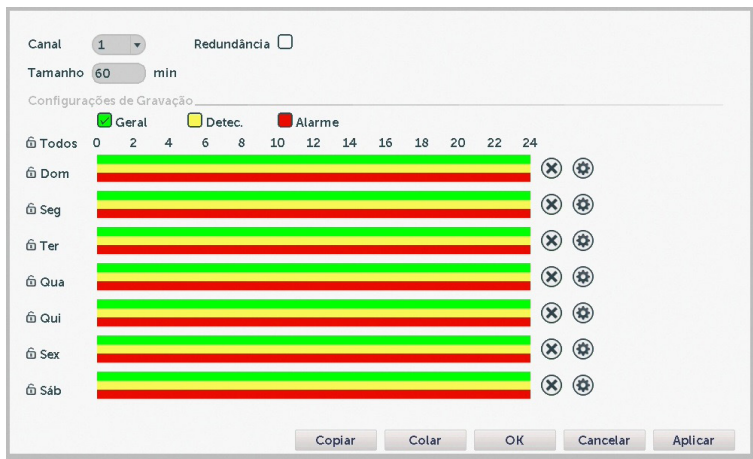 Canal 1 Redundância
Tamanho 60 min
Configurações de Gravação
Geral Detec. Alarme
Todos 0 2 4 6 8 10 12 14 16 18 20 22 24
Dom
Seg
Ter
Qua
Qui
Sex
Sáb
Copiar Colar OK Cancelar Aplicar